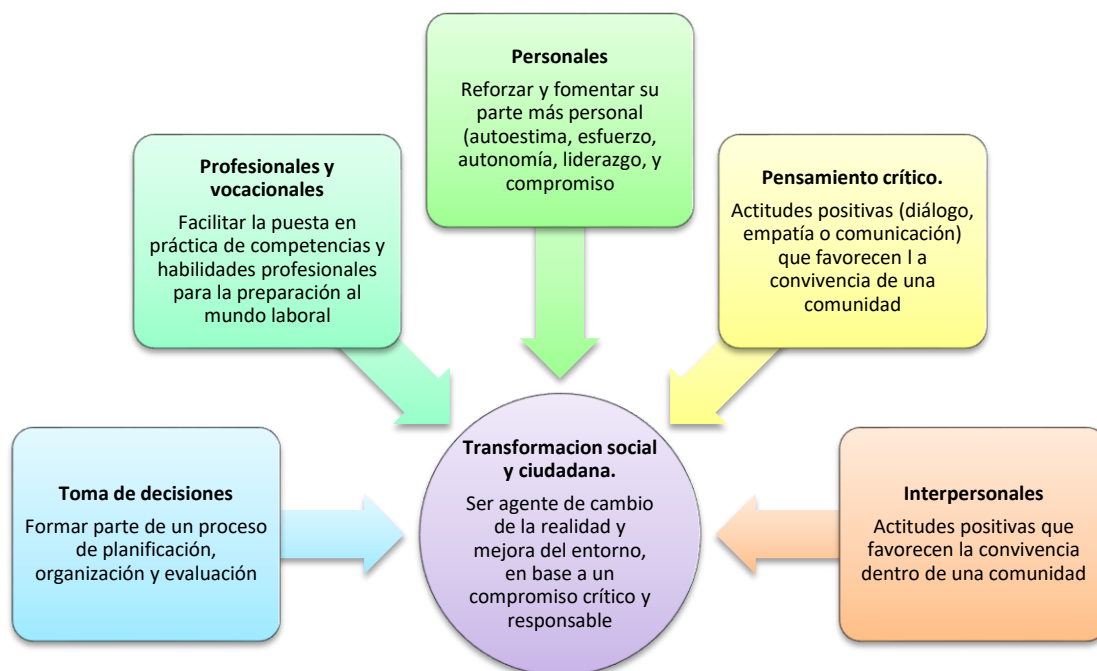 Personales
Reforzar y fomentar su
parte más personal
(autoestima, esfuerzo,
autonomía, liderazgo, y
compromiso
Profesionales y
vocacionales
Facilitar la puesta en
práctica de competencias y
habilidades profesionales
para la preparación al
mundo laboral
Pensamiento crítico.
Actitudes positivas (diálogo,
empatía o comunicación)
que favorecen l a
convivencia de una
comunidad
Toma de decisiones
Formar parte de un proceso
de planificación,
organización y evaluación
Transformacion social
y ciudadana.
Ser agente de cambio
de la realidad y
mejora del entorno,
en base a un
compromiso crítico y
responsable
Interpersonales
Actitudes positivas que
favorecen la convivencia
dentro de una comunidad